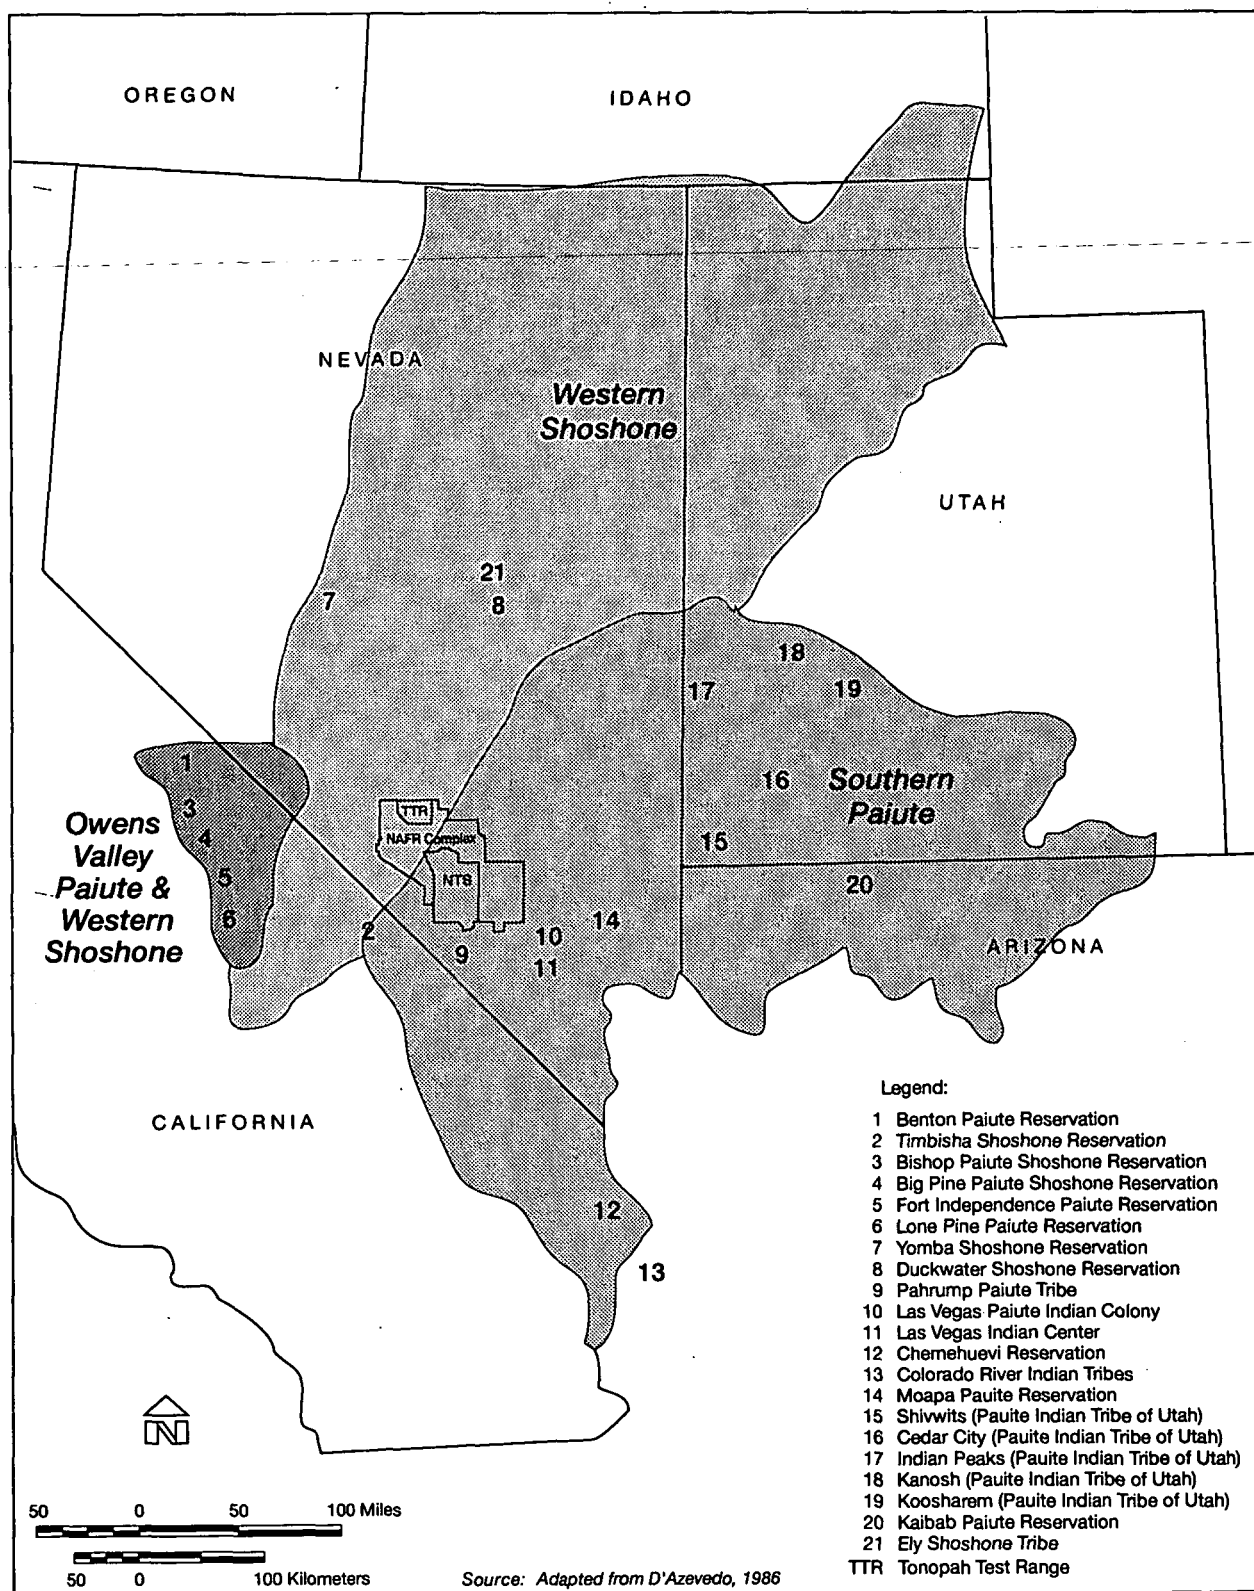 OREGON
IDAHO
NEVADA
Western
Shoshone
UTAH
21
7
8
18
17
19
1
3
4
5
6
Owens
Valley
Paiute &
Western
Shoshone
16
Southern
Paiute
TTR
NAFR Complex
NTS
15
20
2
14
10
9
11
ARIZONA
CALIFORNIA
12
13
Legend:
1 Benton Paiute Reservation
2 Timbisha Shoshone Reservation
3 Bishop Paiute Shoshone Reservation
4 Big Pine Paiute Shoshone Reservation
5 Fort Independence Paiute Reservation
6 Lone Pine Paiute Reservation
7 Yomba Shoshone Reservation
8 Duckwater Shoshone Reservation
9 Pahrump Paiute Tribe
10 Las Vegas Paiute Indian Colony
11 Las Vegas Indian Center
12 Chemehuevi Reservation
13 Colorado River Indian Tribes
14 Moapa Pauite Reservation
15 Shivwits (Pauite Indian Tribe of Utah)
16 Cedar City (Pauite Indian Tribe of Utah)
17 Indian Peaks (Pauite Indian Tribe of Utah)
18 Kanosh (Pauite Indian Tribe of Utah)
19 Koosharem (Pauite Indian Tribe of Utah)
20 Kaibab Paiute Reservation
21 Ely Shoshone Tribe
TTR Tonopah Test Range
N
50 0 50 100 Miles
50 0 100 Kilometers
Source: Adapted from D'Azevedo, 1986